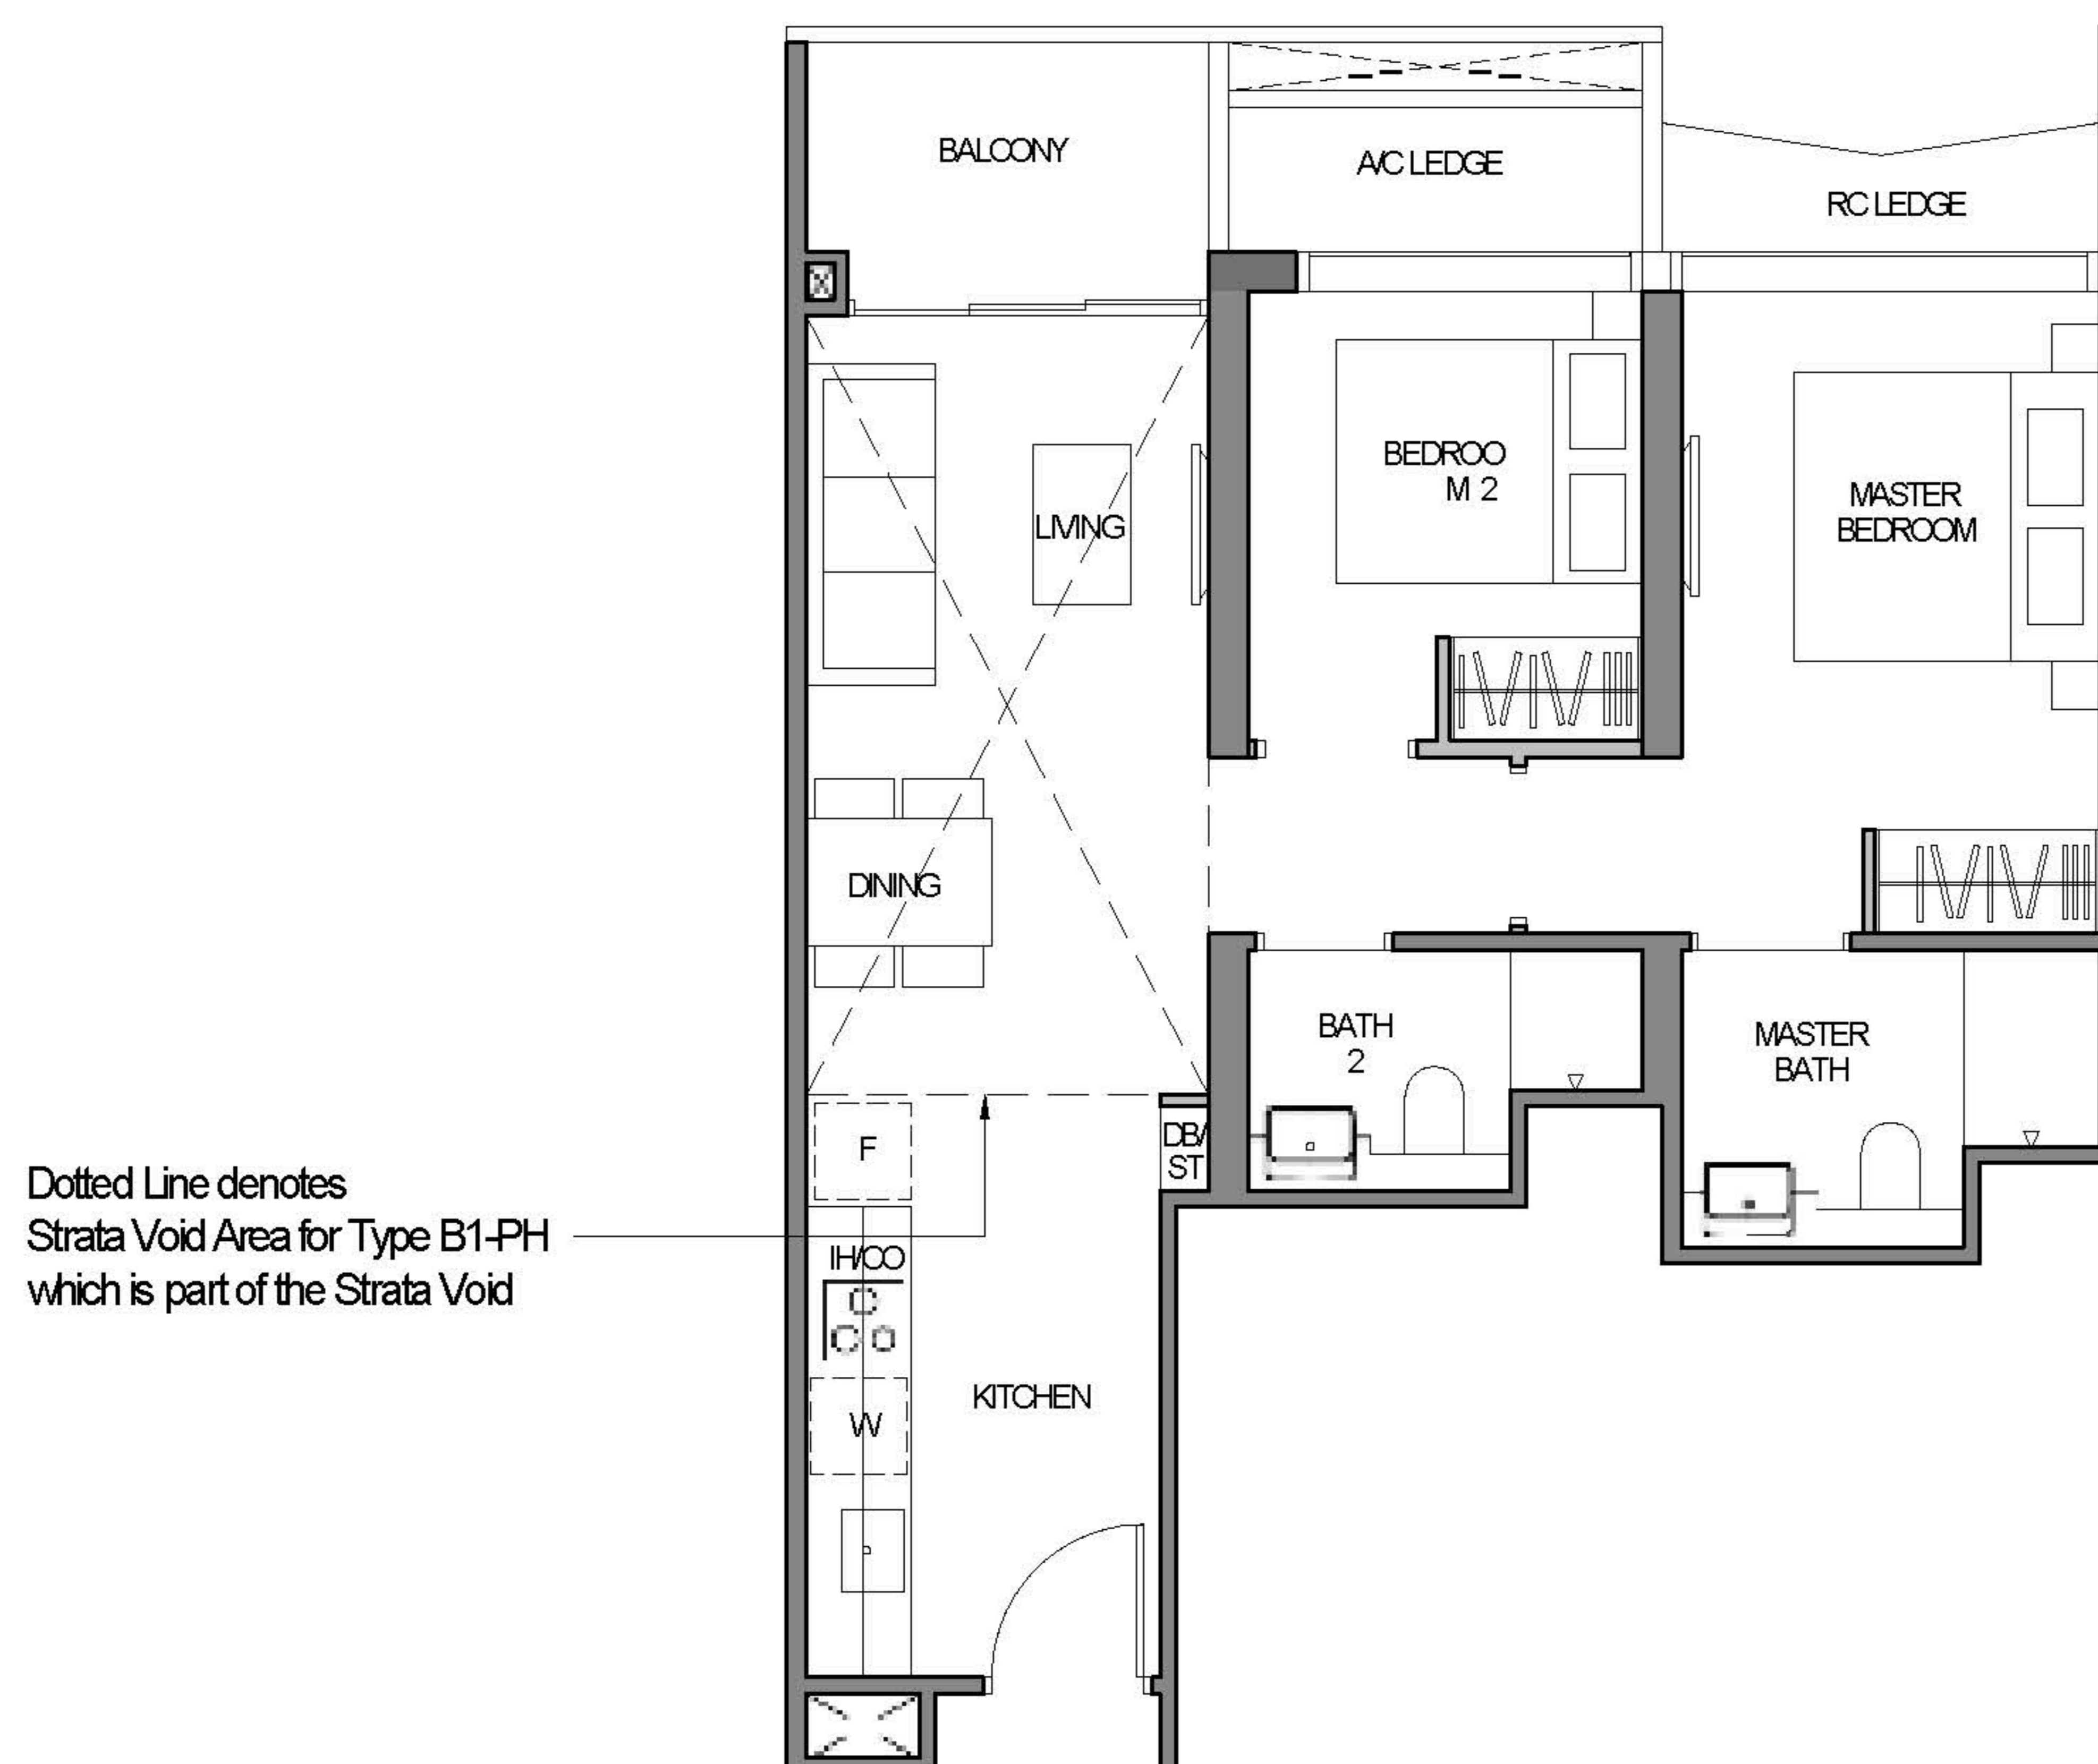 BALCONY
A/C LEDGE
RC LEDGE
BEDROO
M 2
LIVING
MASTER
BEDROOM
DINING
BATH
2
MASTER
BATH
F
DB/
ST
Dotted Line denotes
Strata Void Area for Type B1-PH
which is part of the Strata Void
IH/CO
W
KITCHEN